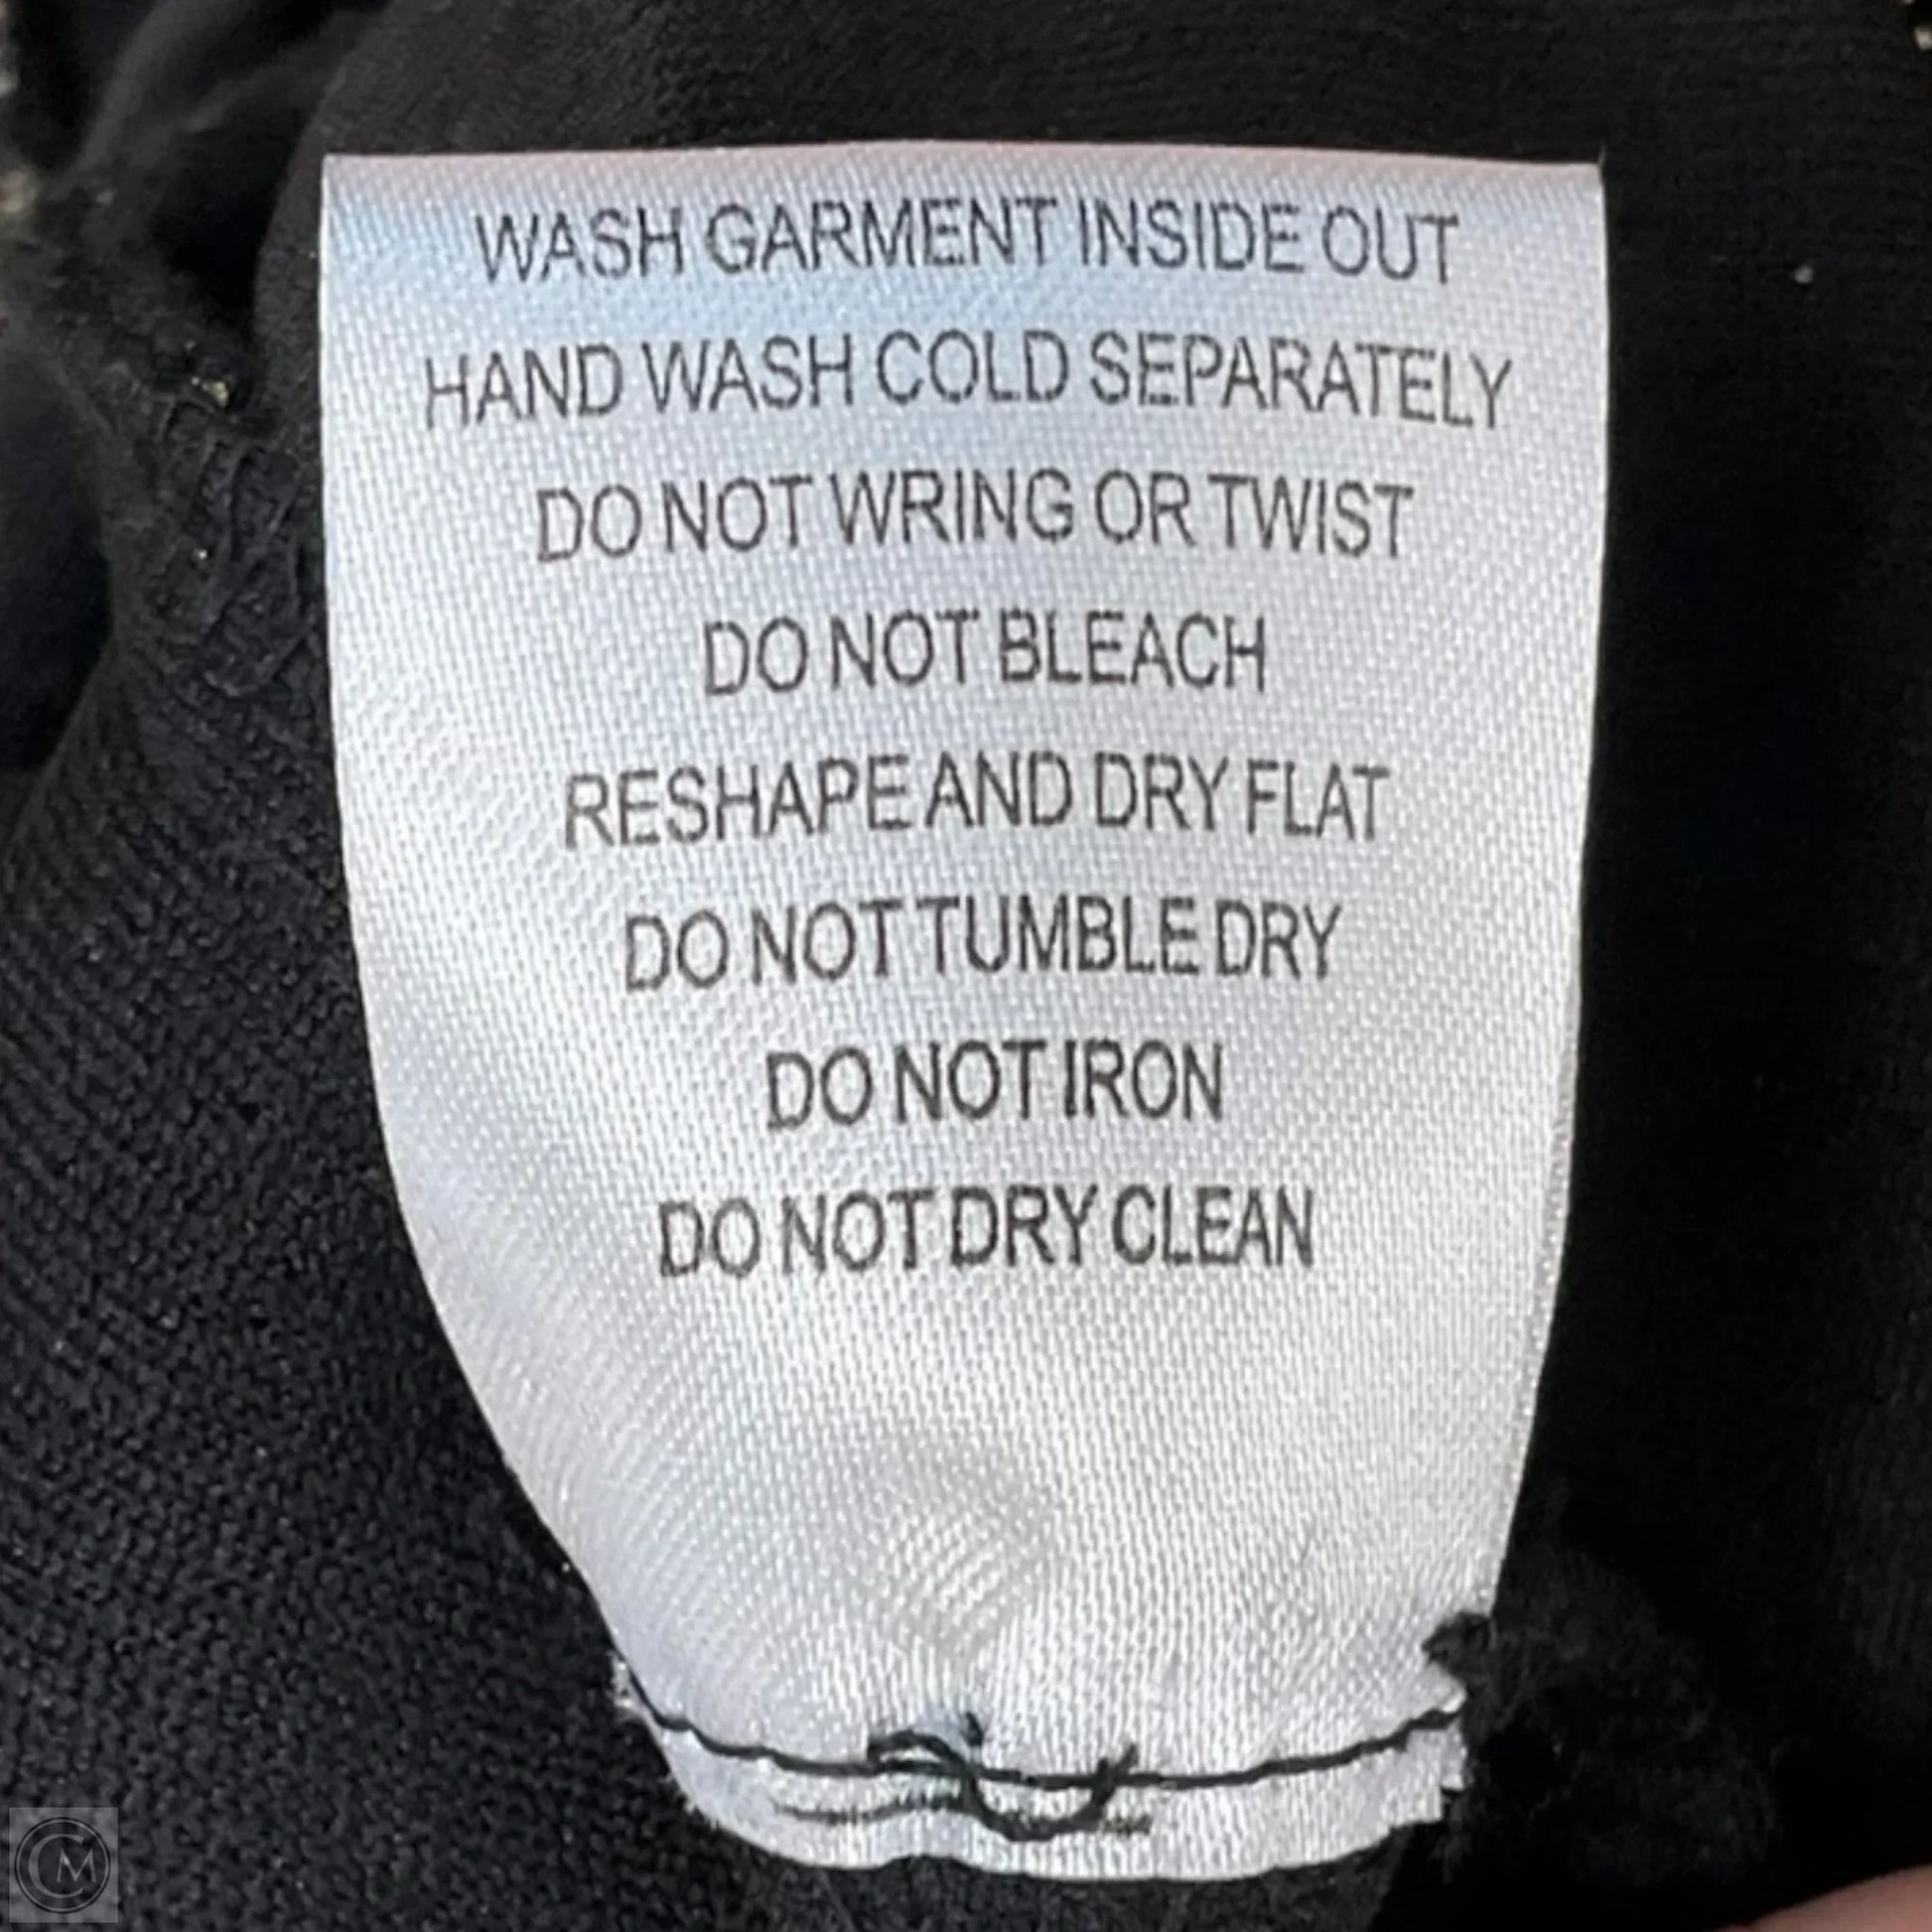 WASH GARMENT INSIDE OUT
HAND WASH COLD SEPARATELY
DO NOT WRING OR TWIST
DO NOT BLEACH
RESHAPE AND DRY FLAT
DO NOT TUMBLE DRY
DO NOT IRON
DO NOT DRY CLEAN
CM